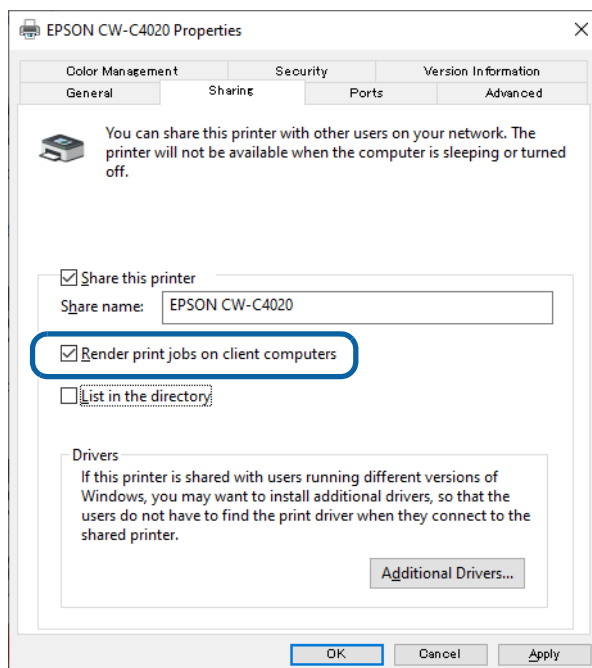 EPSON CW-C4020 Properties
Color Management Security Version Information
General Sharing Ports Advanced
You can share this printer with other users on your network. The
printer will not be available when the computer is sleeping or turned
off.
Share this printer
Share name: EPSON CW-C4020
Render print jobs on client computers
List in the directory
Drivers
If this printer is shared with users running different versions of
Windows, you may want to install additional drivers, so that the
users do not have to find the print driver when they connect to the
shared printer.
Additional Drivers...
OK Cancel Apply